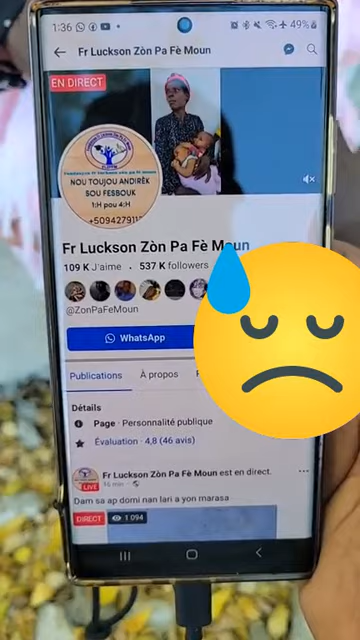 1:36
49%
Fr Luckson Zòn Pa Fè Moun
EN DIRECT
NOU TOUJOU ANDIRÈK
SOU FESBOUK
1:H pou 4:H
Fr Luckson Zòn Pa Fè Moun
109 K J'aime · 537 K followers
@ZonPaFeMoun
WhatsApp
Publications
À propos
Détails
Page · Personnalité publique
Évaluation · 4,8 (46 avis)
Fr Luckson Zòn Pa Fè Moun est en direct.
LIVE
16 min
Dam sa ap domi nan lari a yon marasa
DIRECT
1 094